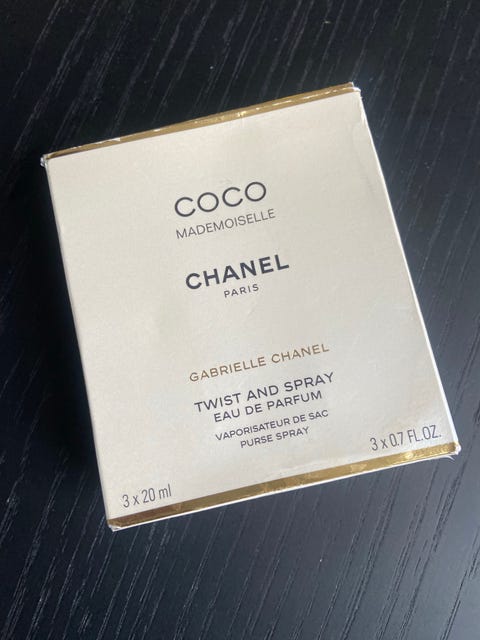 COCO
MADEMOISELLE
CHANEL
PARIS
GABRIELLE CHANEL
TWIST AND SPRAY
EAU DE PARFUM
VAPORISATEUR DE SAC
PURSE SPRAY
3 x 20 ml
3 x 0.7 FL.OZ.